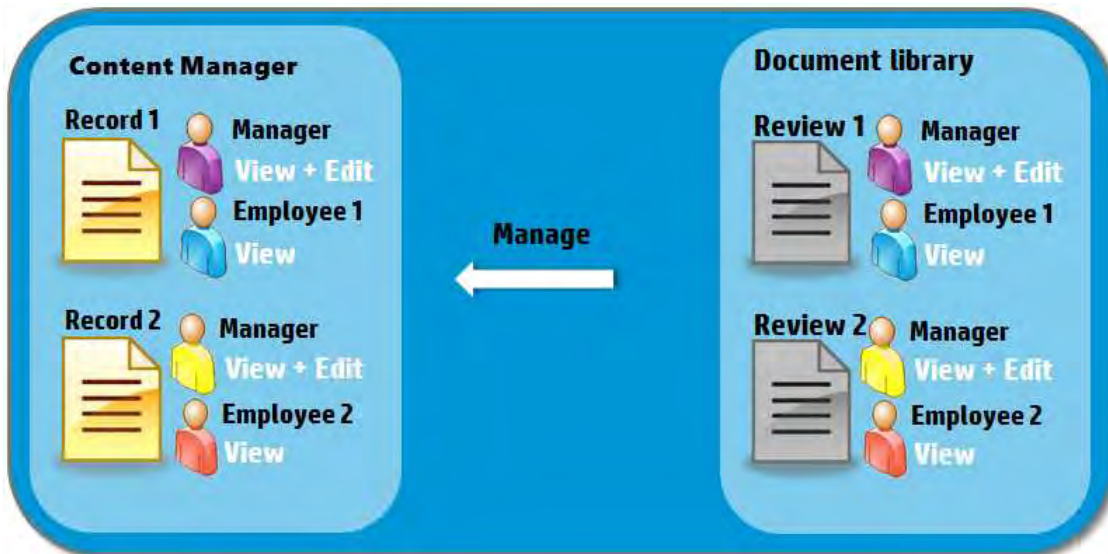 Content Manager
Record 1
Manager
View + Edit
Employee 1
View
Record 2
Manager
View + Edit
Employee 2
View
Manage
Document library
Review 1
Manager
View + Edit
Employee 1
View
Review 2
Manager
View + Edit
Employee 2
View